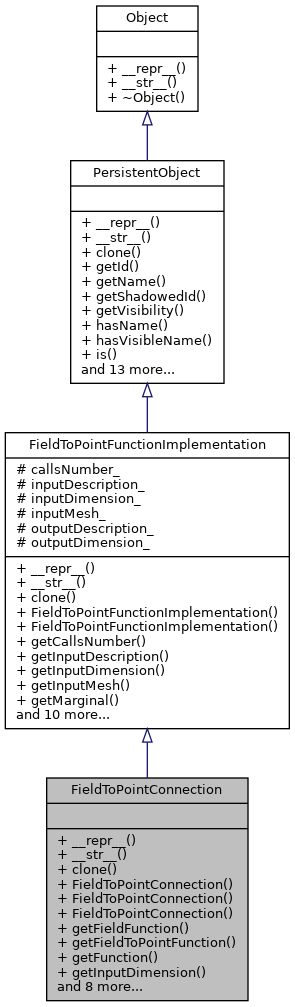 Object
+ __repr__()
+ __str__()
+ ~Object()
PersistentObject
+ __repr__()
+ __str__()
+ clone()
+ getId()
+ getName()
+ getShadowedId()
+ getVisibility()
+ hasName()
+ hasVisibleName()
+ is()
and 13 more...
FieldToPointFunctionImplementation
# callsNumber_
# inputDescription_
# inputDimension_
# inputMesh_
# outputDescription_
# outputDimension_
+ __repr__()
+ __str__()
+ clone()
+ FieldToPointFunctionImplementation()
+ FieldToPointFunctionImplementation()
+ getCallsNumber()
+ getInputDescription()
+ getInputDimension()
+ getInputMesh()
+ getMarginal()
and 10 more...
FieldToPointConnection
+ __repr__()
+ __str__()
+ clone()
+ FieldToPointConnection()
+ FieldToPointConnection()
+ FieldToPointConnection()
+ getFieldFunction()
+ getFieldToPointFunction()
+ getFunction()
+ getInputDimension()
and 8 more...